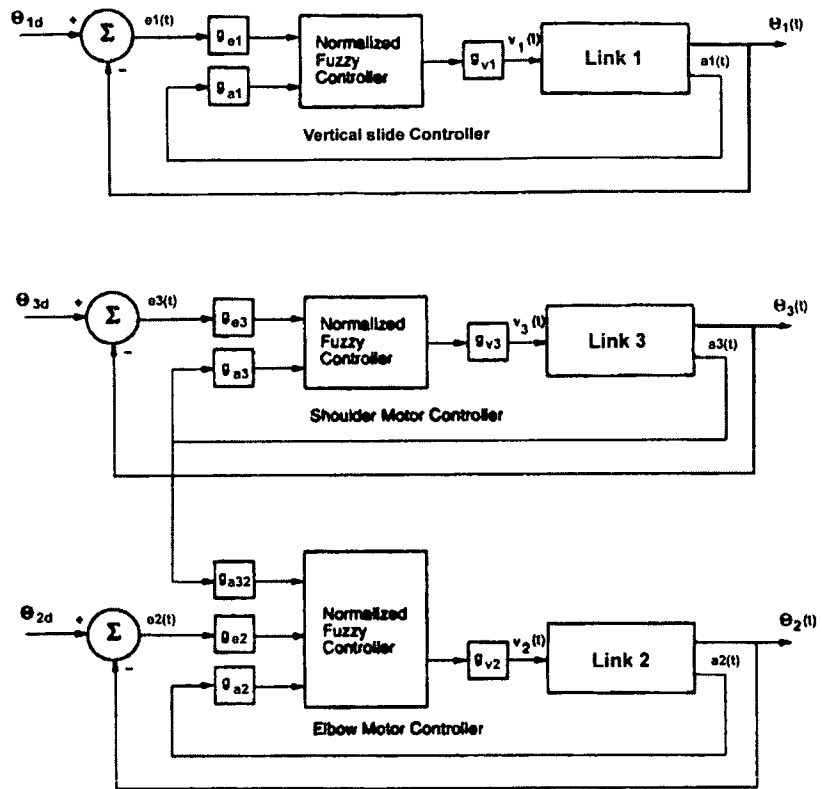 Θ1d
+
Σ
-
e1(t)
ge1
ga1
Normalized
Fuzzy
Controller
gv1
v1(t)
Link 1
Θ1(t)
a1(t)
Vertical slide Controller
Θ3d
+
Σ
-
e3(t)
ge3
ga3
Normalized
Fuzzy
Controller
gv3
v3(t)
Link 3
Θ3(t)
a3(t)
Shoulder Motor Controller
ga32
Θ2d
+
Σ
-
e2(t)
ge2
ga2
Normalized
Fuzzy
Controller
gv2
v2(t)
Link 2
Θ2(t)
a2(t)
Elbow Motor Controller